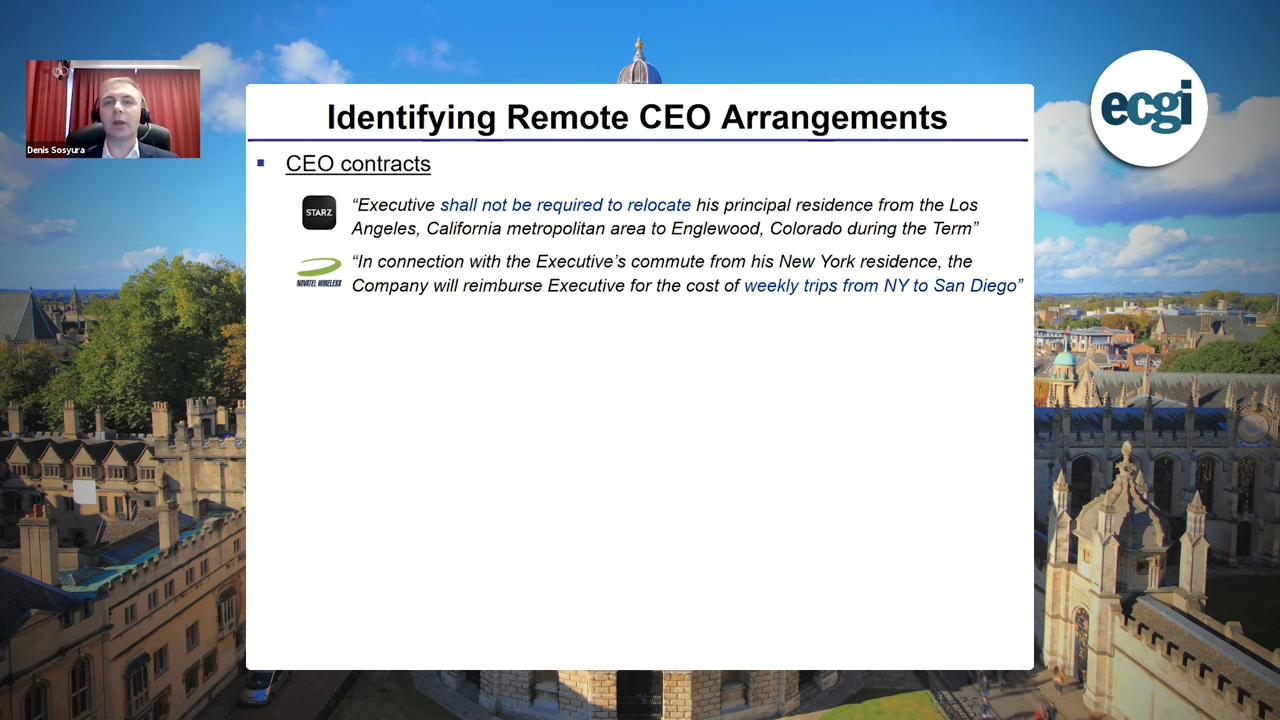 Identifying Remote CEO Arrangements
ecgi
Denis Sosyura
CEO contracts
STARZ
“Executive shall not be required to relocate his principal residence from the Los
Angeles, California metropolitan area to Englewood, Colorado during the Term”
NOVATEL WIRELESS
“In connection with the Executive’s commute from his New York residence, the
Company will reimburse Executive for the cost of weekly trips from NY to San Diego”